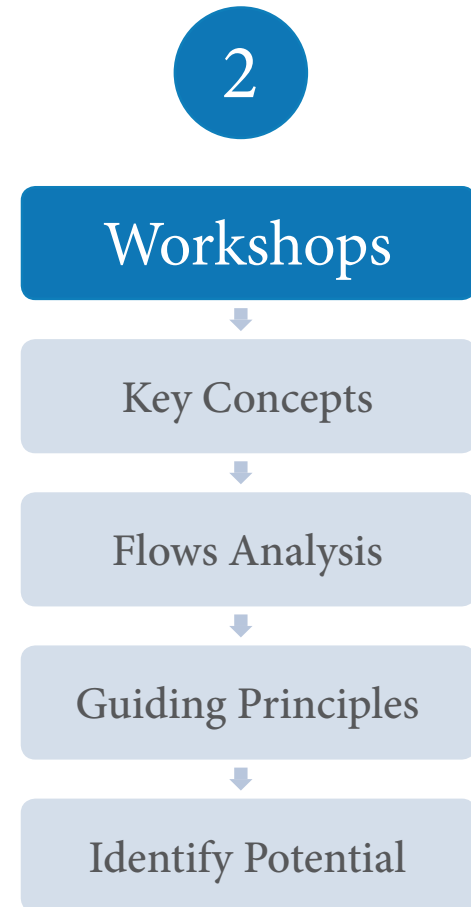 2
Workshops
Key Concepts
Flows Analysis
Guiding Principles
Identify Potential